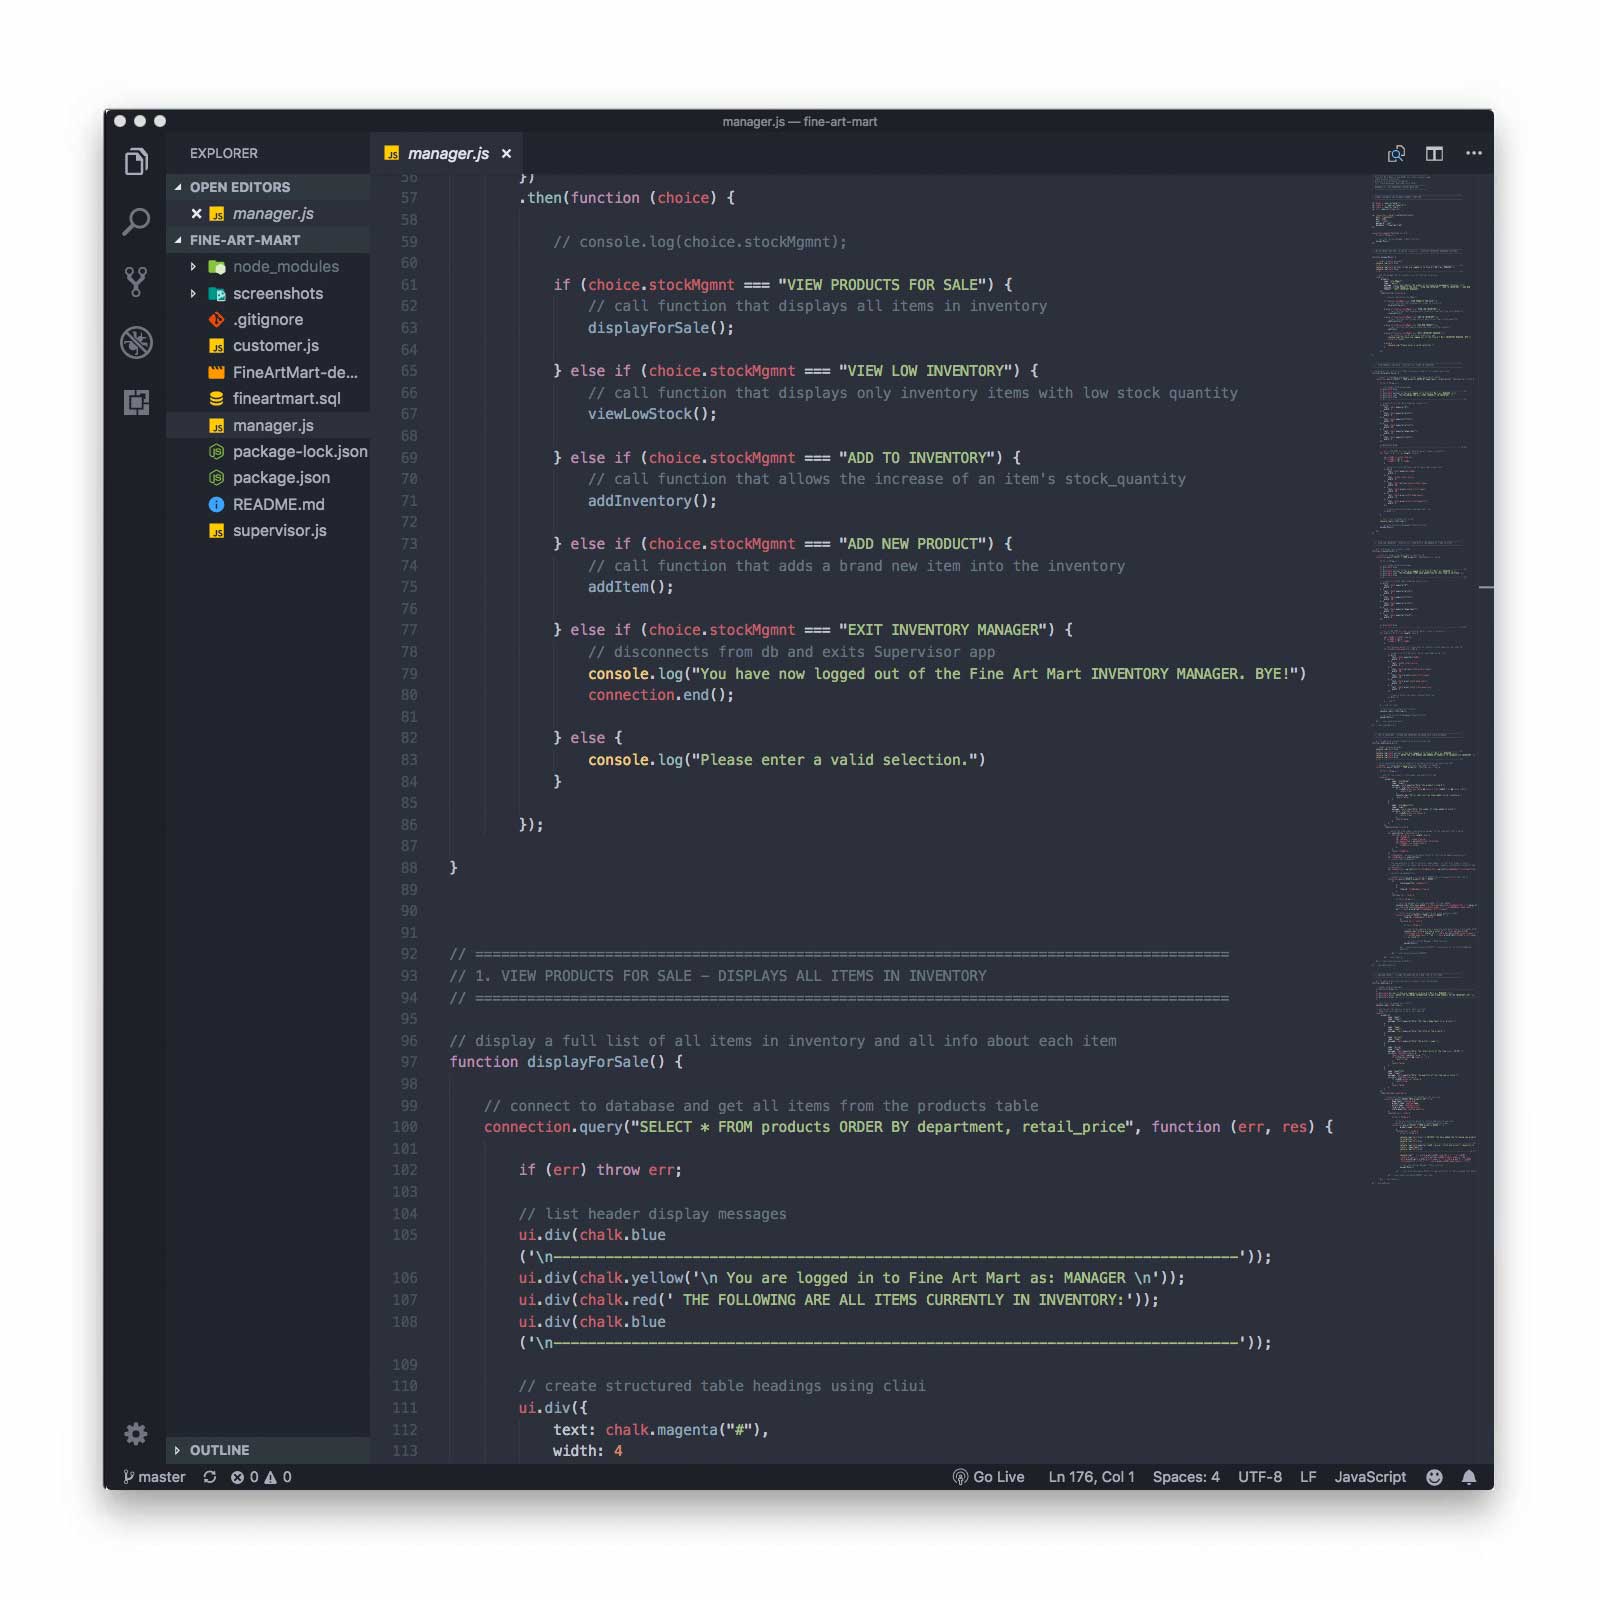 manager.js — fine-art-mart
EXPLORER
OPEN EDITORS
manager.js
FINE-ART-MART
node_modules
screenshots
.gitignore
customer.js
FineArtMart-de...
fineartmart.sql
manager.js
package-lock.json
package.json
README.md
supervisor.js
OUTLINE
manager.js
56 })
57 .then(function (choice) {
58
59 // console.log(choice.stockMgmnt);
60
61 if (choice.stockMgmnt === "VIEW PRODUCTS FOR SALE") {
62 // call function that displays all items in inventory
63 displayForSale();
64
65 } else if (choice.stockMgmnt === "VIEW LOW INVENTORY") {
66 // call function that displays only inventory items with low stock quantity
67 viewLowStock();
68
69 } else if (choice.stockMgmnt === "ADD TO INVENTORY") {
70 // call function that allows the increase of an item's stock_quantity
71 addInventory();
72
73 } else if (choice.stockMgmnt === "ADD NEW PRODUCT") {
74 // call function that adds a brand new item into the inventory
75 addItem();
76
77 } else if (choice.stockMgmnt === "EXIT INVENTORY MANAGER") {
78 // disconnects from db and exits Supervisor app
79 console.log("You have now logged out of the Fine Art Mart INVENTORY MANAGER. BYE!")
80 connection.end();
81
82 } else {
83 console.log("Please enter a valid selection.")
84 }
85
86 });
87
88 }
89
90
91
92 // =======================================================================================
93 // 1. VIEW PRODUCTS FOR SALE – DISPLAYS ALL ITEMS IN INVENTORY
94 // =======================================================================================
95
96 // display a full list of all items in inventory and all info about each item
97 function displayForSale() {
98
99 // connect to database and get all items from the products table
100 connection.query("SELECT * FROM products ORDER BY department, retail_price", function (err, res) {
101
102 if (err) throw err;
103
104 // list header display messages
105 ui.div(chalk.blue
('\n-------------------------------------------------------------------------------'));
106 ui.div(chalk.yellow('\n You are logged in to Fine Art Mart as: MANAGER \n'));
107 ui.div(chalk.red(' THE FOLLOWING ARE ALL ITEMS CURRENTLY IN INVENTORY:'));
108 ui.div(chalk.blue
('\n-------------------------------------------------------------------------------'));
109
110 // create structured table headings using cliui
111 ui.div({
112 text: chalk.magenta("#"),
113 width: 4
master 0 0 Go Live Ln 176, Col 1 Spaces: 4 UTF-8 LF JavaScript